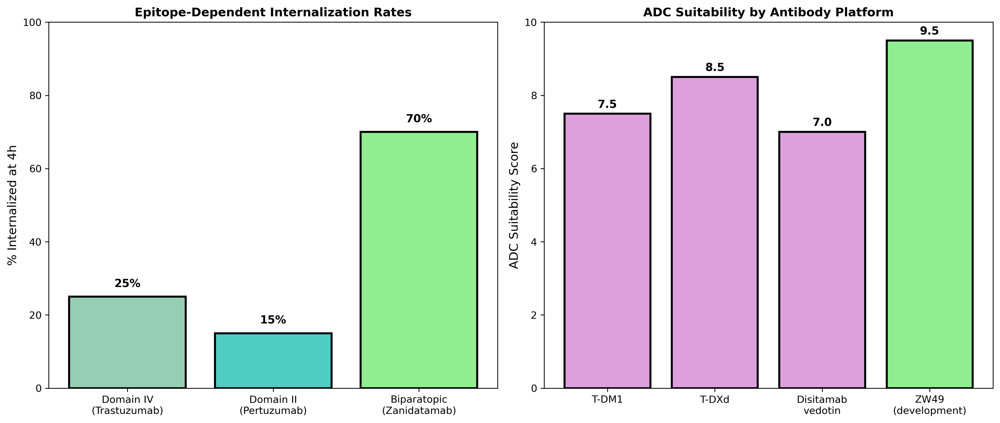 Epitope-Dependent Internalization Rates
% Internalized at 4h
100
80
60
40
20
0
25%
15%
70%
Domain IV
(Trastuzumab)
Domain II
(Pertuzumab)
Biparatopic
(Zanidatamab)
ADC Suitability by Antibody Platform
ADC Suitability Score
10
8
6
4
2
0
7.5
8.5
7.0
9.5
T-DM1
T-DXd
Disitamab
vedotin
ZW49
(development)